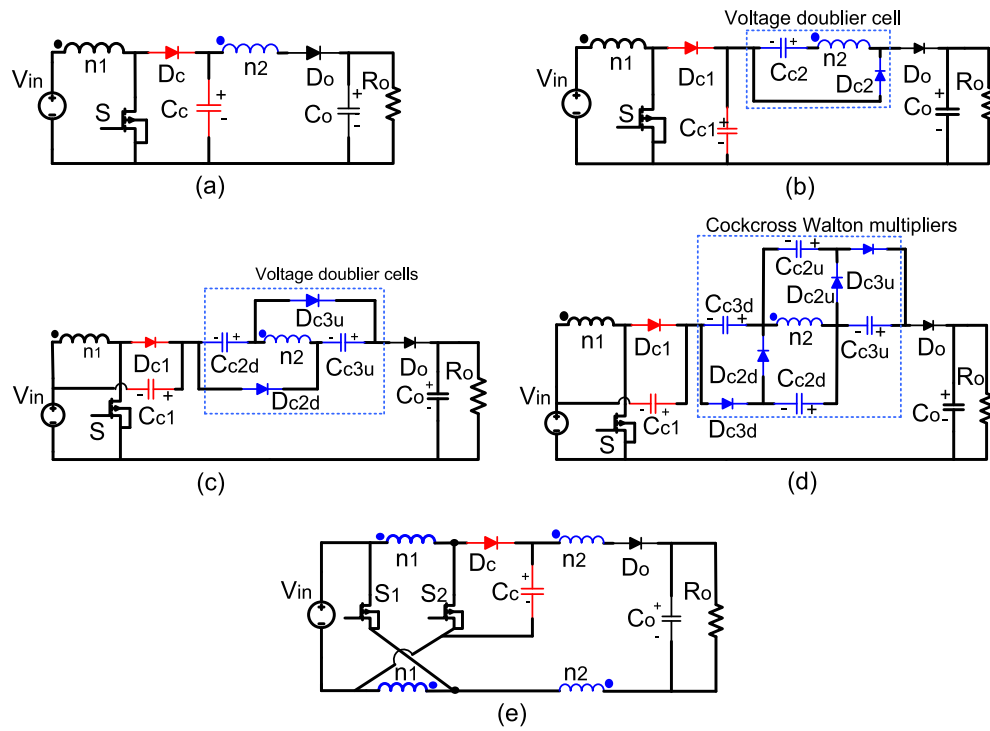 Voltage doublier cell
n1
Dc
n2
Do
Vin
S
Cc
+
-
Co
+
-
Ro
(a)
n1
Dc1
-
+
Cc2
n2
Dc2
Do
Vin
S
Cc1
+
-
Co
+
-
Ro
(b)
Voltage doublier cells
n1
Dc1
-
+
Cc2d
n2
Dc3u
-
+
Cc3u
Dc2d
Do
Vin
-
+
Cc1
S
Co
+
-
Ro
(c)
Cockcross Walton multipliers
-
+
Cc2u
Dc3u
Dc2u
Cc3d
-
+
n1
Dc1
n2
-
+
Cc3u
Do
Vin
Dc2d
Cc2d
-
+
Dc3d
-
+
Cc1
S
Co
+
-
Ro
(d)
n1
Dc
n2
Do
Vin
S1
S2
Cc
+
-
Co
+
-
Ro
n1
n2
(e)